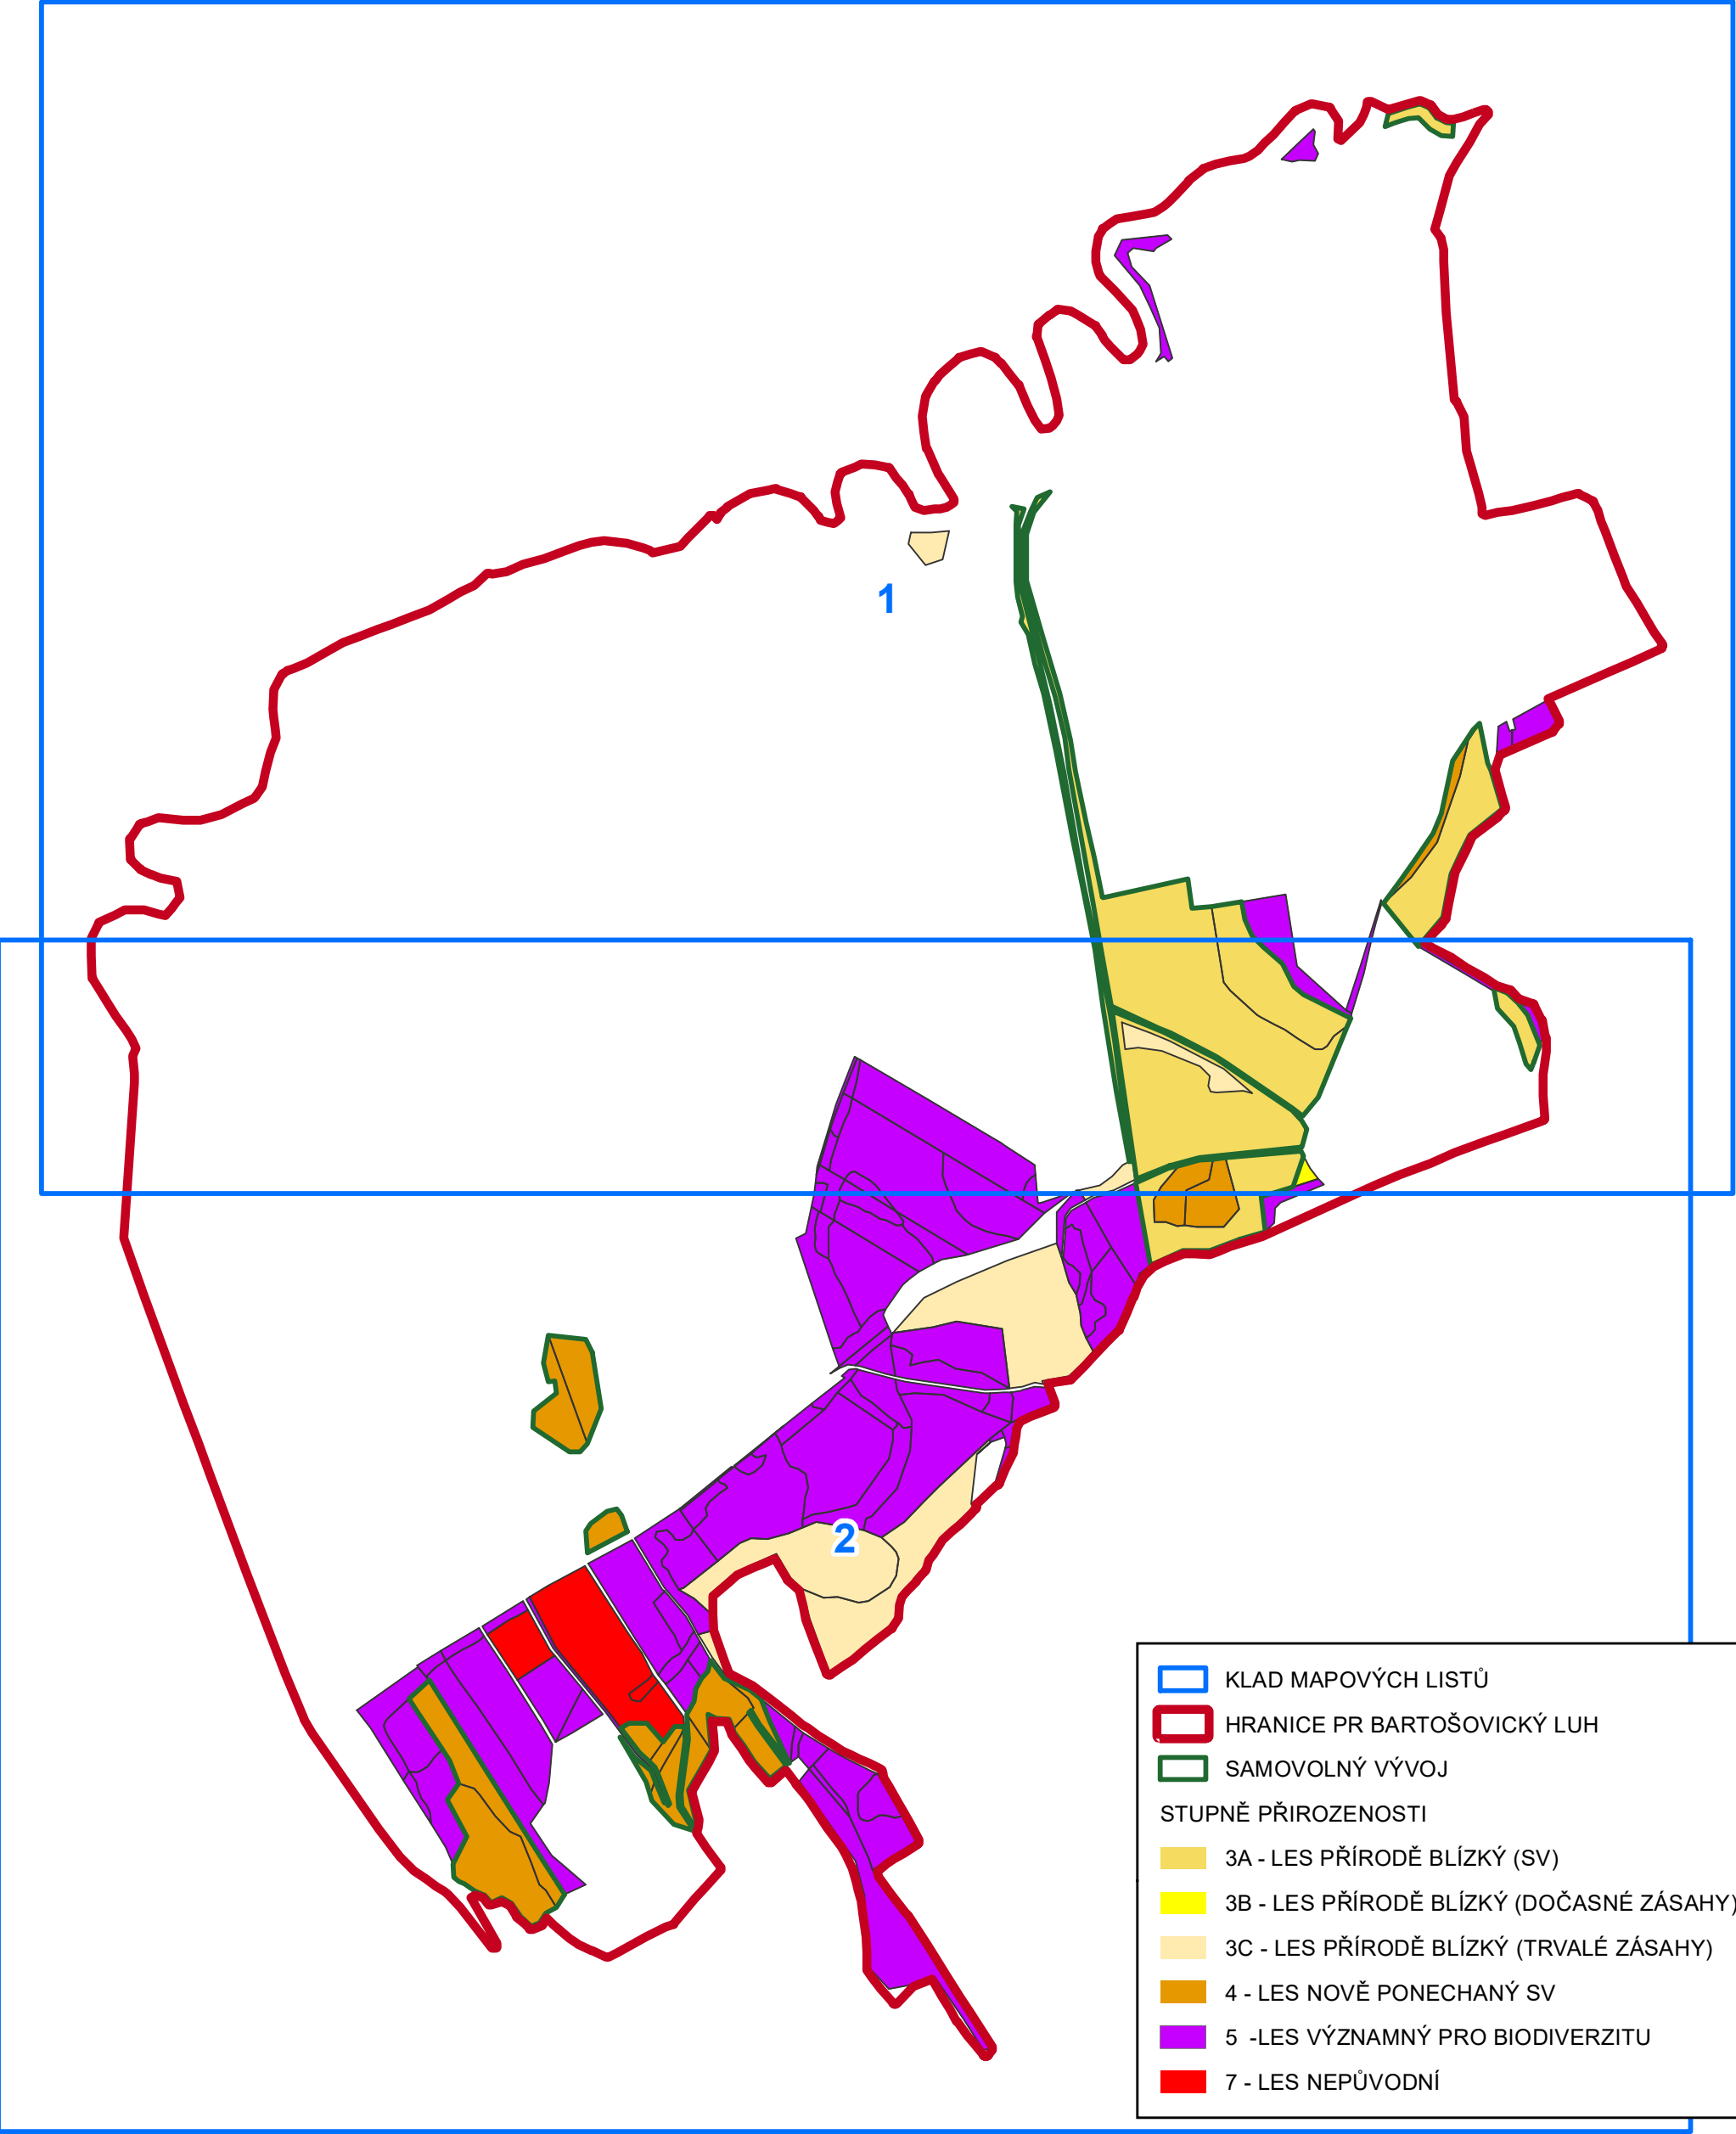 1
2
KLAD MAPOVÝCH LISTŮ
HRANICE PR BARTOŠOVICKÝ LUH
SAMOVOLNÝ VÝVOJ
STUPNĚ PŘIROZENOSTI
3A - LES PŘÍRODĚ BLÍZKÝ (SV)
3B - LES PŘÍRODĚ BLÍZKÝ (DOČASNÉ ZÁSAHY)
3C - LES PŘÍRODĚ BLÍZKÝ (TRVALÉ ZÁSAHY)
4 - LES NOVĚ PONECHANÝ SV
5 -LES VÝZNAMNÝ PRO BIODIVERZITU
7 - LES NEPŮVODNÍ